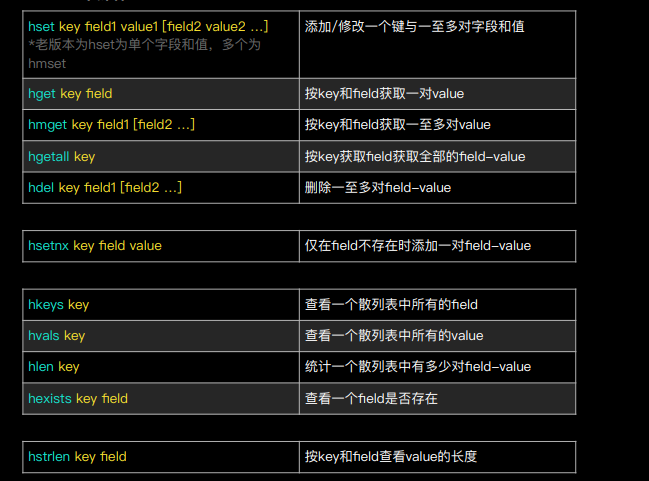 hset key field1 value1 [field2 value2 ...]
*老版本为hset为单个字段和值，多个为
hmset
添加/修改一个键与一至多对字段和值
hget key field
按key和field获取一对value
hmget key field1 [field2 ...]
按key和field获取一至多对value
hgetall key
按key获取field获取全部的field-value
hdel key field1 [field2 ...]
删除一至多对field-value
hsetnx key field value
仅在field不存在时添加一对field-value
hkeys key
查看一个散列表中所有的field
hvals key
查看一个散列表中所有的value
hlen key
统计一个散列表中有多少对field-value
hexists key field
查看一个field是否存在
hstrlen key field
按key和field查看value的长度